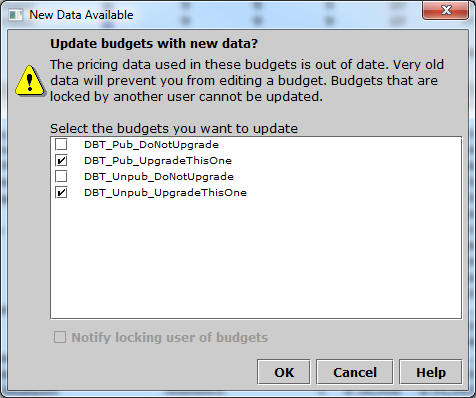 New Data Available
Update budgets with new data?
The pricing data used in these budgets is out of date. Very old
data will prevent you from editing a budget. Budgets that are
locked by another user cannot be updated.
Select the budgets you want to update
DBT_Pub_DoNotUpgrade
DBT_Pub_UpgradeThisOne
DBT_Unpub_DoNotUpgrade
DBT_Unpub_UpgradeThisOne
Notify locking user of budgets
OK Cancel Help